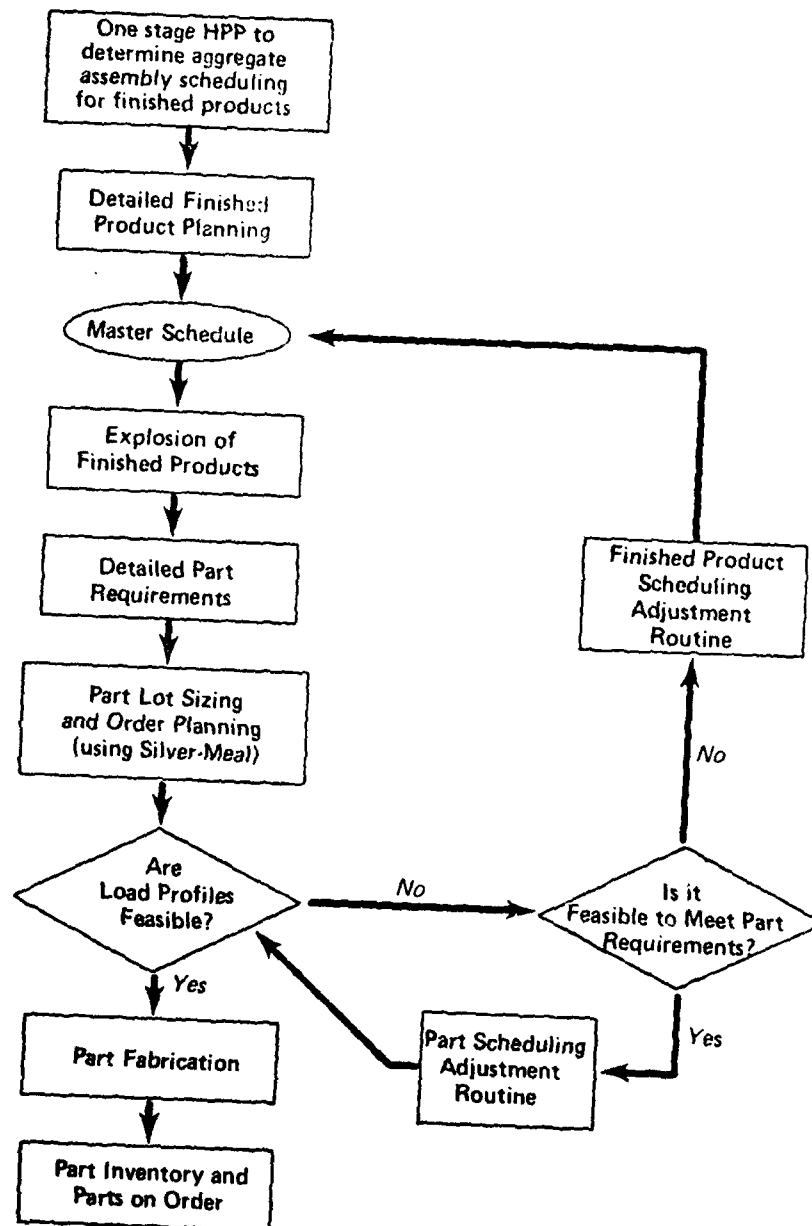 One stage HPP to
determine aggregate
assembly scheduling
for finished products
Detailed Finished
Product Planning
Master Schedule
Explosion of
Finished Products
Detailed Part
Requirements
Part Lot Sizing
and Order Planning
(using Silver-Meal)
Are
Load Profiles
Feasible?
No
Is it
Feasible to Meet Part
Requirements?
No
Finished Product
Scheduling
Adjustment
Routine
Yes
Part Scheduling
Adjustment
Routine
Yes
Part Fabrication
Part Inventory and
Parts on Order